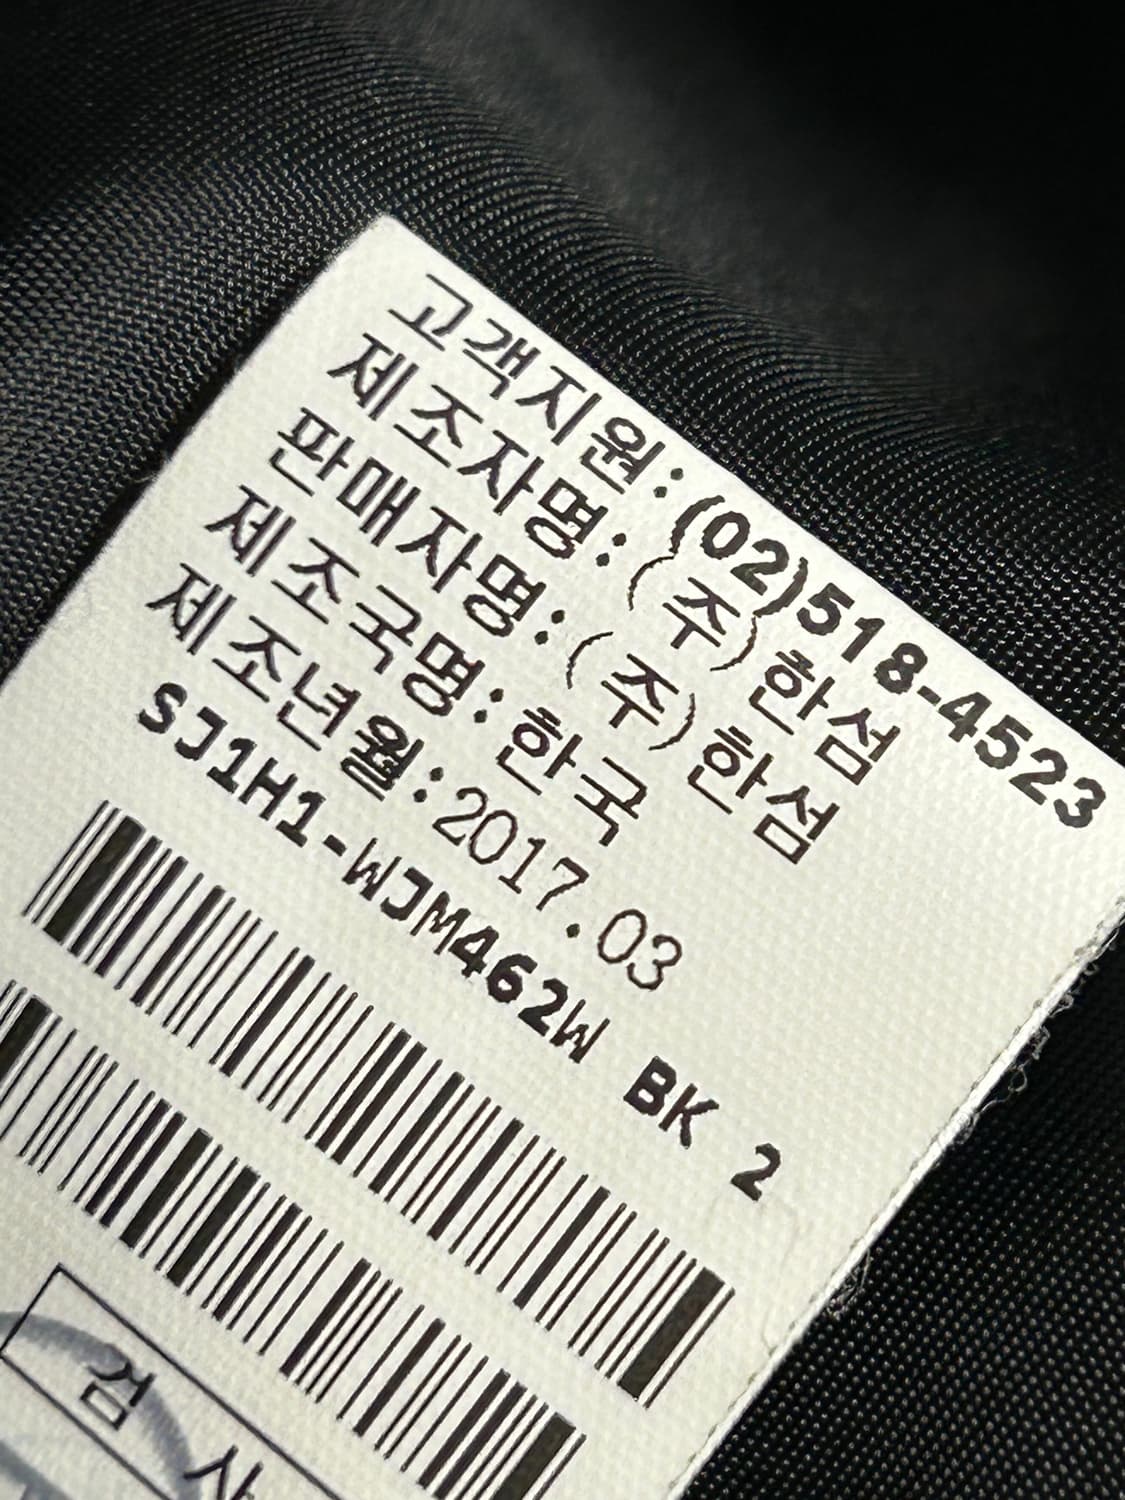 고객지원:(02)518-4523
제조자명:(주)한섬
판매자명:(주)한섬
제조국명:한국
제조년월:2017.03
SJ1H1-WJM462W BK 2
검 사